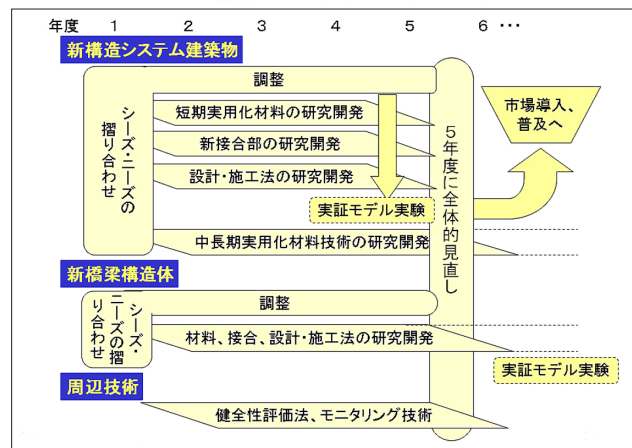 年度 1 2 3 4 5 6 …
新構造システム建築物
調整
シーズ・ニーズの
摺り合わせ
短期実用化材料の研究開発
新接合部の研究開発
設計・施工法の研究開発
実証モデル実験
中長期実用化材料技術の研究開発
5年度に全体的見直し
市場導入、
普及へ
新橋梁構造体
調整
シーズ・
ニーズの摺
り合わせ
材料、接合、設計・施工法の研究開発
実証モデル実験
周辺技術
健全性評価法、モニタリング技術